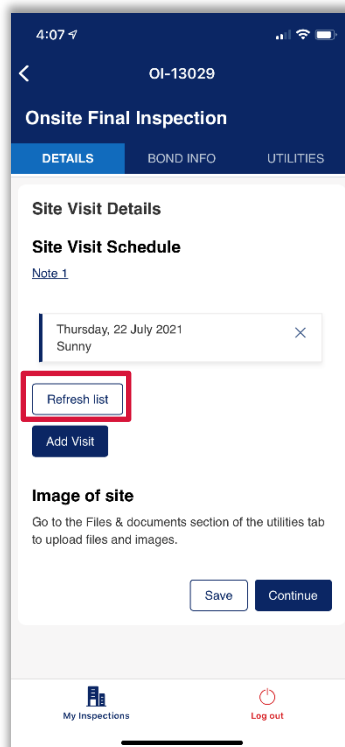 4:07
OI-13029
Onsite Final Inspection
DETAILS BOND INFO UTILITIES
Site Visit Details
Site Visit Schedule
Note 1
Thursday, 22 July 2021
Sunny
Refresh list
Add Visit
Image of site
Go to the Files & documents section of the utilities tab
to upload files and images.
Save Continue
My Inspections Log out